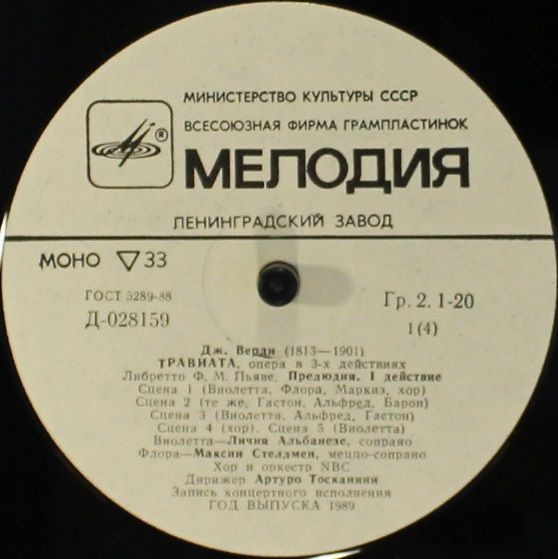 МИНИСТЕРСТВО КУЛЬТУРЫ СССР
®
ВСЕСОЮЗНАЯ ФИРМА ГРАМПЛАСТИНОК
МЕЛОДИЯ
ЛЕНИНГРАДСКИЙ ЗАВОД
МОНО ▽ 33
ГОСТ 5289-88
Д-028159
Гр. 2. 1-20
1(4)
Дж. Верди (1813—1901)
ТРАВИАТА, опера в 3-х действиях
Либретто Ф. М. Пьяве. Прелюдия. I действие
Сцена 1 (Виолетта, Флора, Маркиз, хор)
Сцена 2 (те же, Гастон, Альфред, Барон)
Сцена 3 (Виолетта, Альфред, Гастон)
Сцена 4 (хор). Сцена 5 (Виолетта)
Виолетта—Личия Альбанезе, сопрано
Флора—Максин Стеллмен, меццо-сопрано
Хор и оркестр NBC
Дирижер Артуро Тосканини
Запись концертного исполнения
ГОД ВЫПУСКА 1989